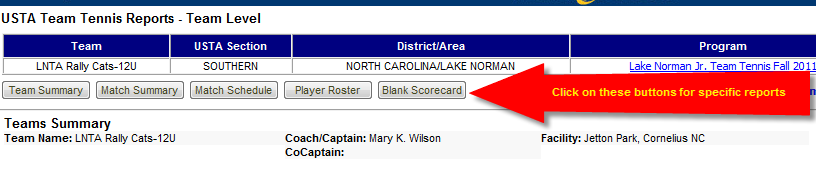 USTA Team Tennis Reports - Team Level
Team USTA Section District/Area Program
LNTA Rally Cats-12U SOUTHERN NORTH CAROLINA/LAKE NORMAN Lake Norman Jr. Team Tennis Fall 2011
Team Summary Match Summary Match Schedule Player Roster Blank Scorecard Click on these buttons for specific reports
Teams Summary
Team Name: LNTA Rally Cats-12U Coach/Captain: Mary K. Wilson Facility: Jetton Park, Cornelius NC
CoCaptain: